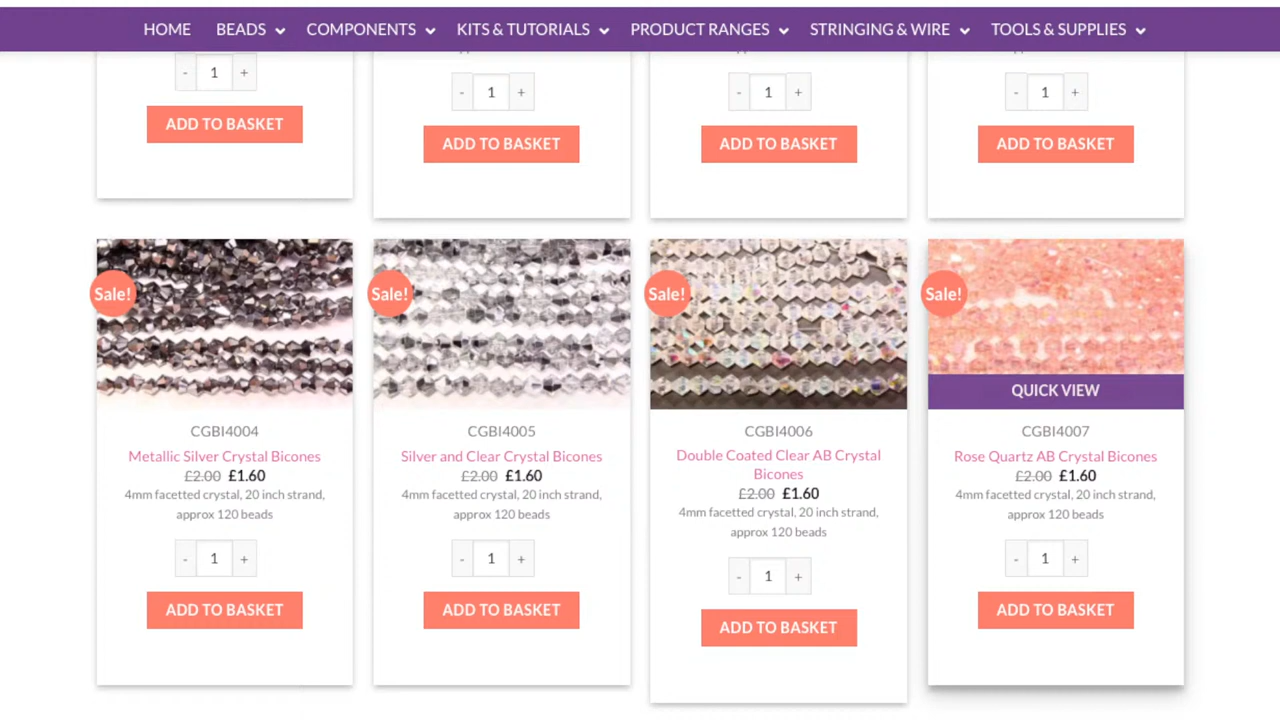 HOME BEADS COMPONENTS KITS & TUTORIALS PRODUCT RANGES STRINGING & WIRE TOOLS & SUPPLIES
- 1 +
ADD TO BASKET
- 1 +
ADD TO BASKET
- 1 +
ADD TO BASKET
- 1 +
ADD TO BASKET
Sale!
CGBI4004
Metallic Silver Crystal Bicones
£2.00 £1.60
4mm facetted crystal, 20 inch strand,
approx 120 beads
- 1 +
ADD TO BASKET
Sale!
CGBI4005
Silver and Clear Crystal Bicones
£2.00 £1.60
4mm facetted crystal, 20 inch strand,
approx 120 beads
- 1 +
ADD TO BASKET
Sale!
CGBI4006
Double Coated Clear AB Crystal
Bicones
£2.00 £1.60
4mm facetted crystal, 20 inch strand,
approx 120 beads
- 1 +
ADD TO BASKET
Sale!
QUICK VIEW
CGBI4007
Rose Quartz AB Crystal Bicones
£2.00 £1.60
4mm facetted crystal, 20 inch strand,
approx 120 beads
- 1 +
ADD TO BASKET